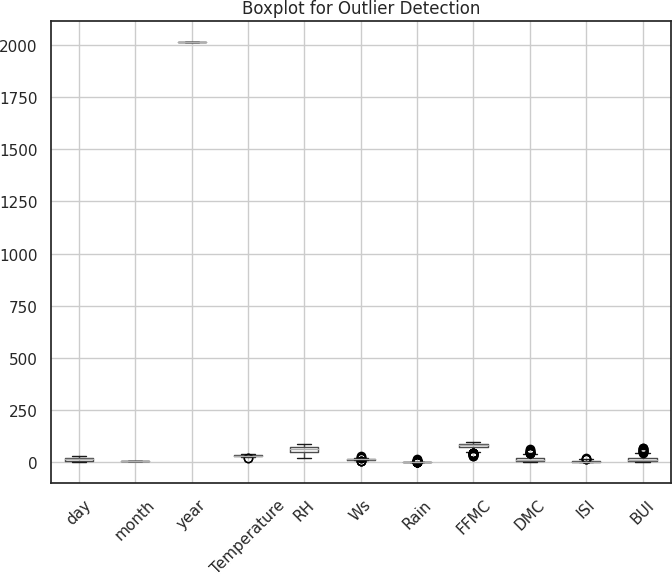 Boxplot for Outlier Detection
2000
1750
1500
1250
1000
750
500
250
0
day
month
year
Temperature
RH
Ws
Rain
FFMC
DMC
ISI
BUI